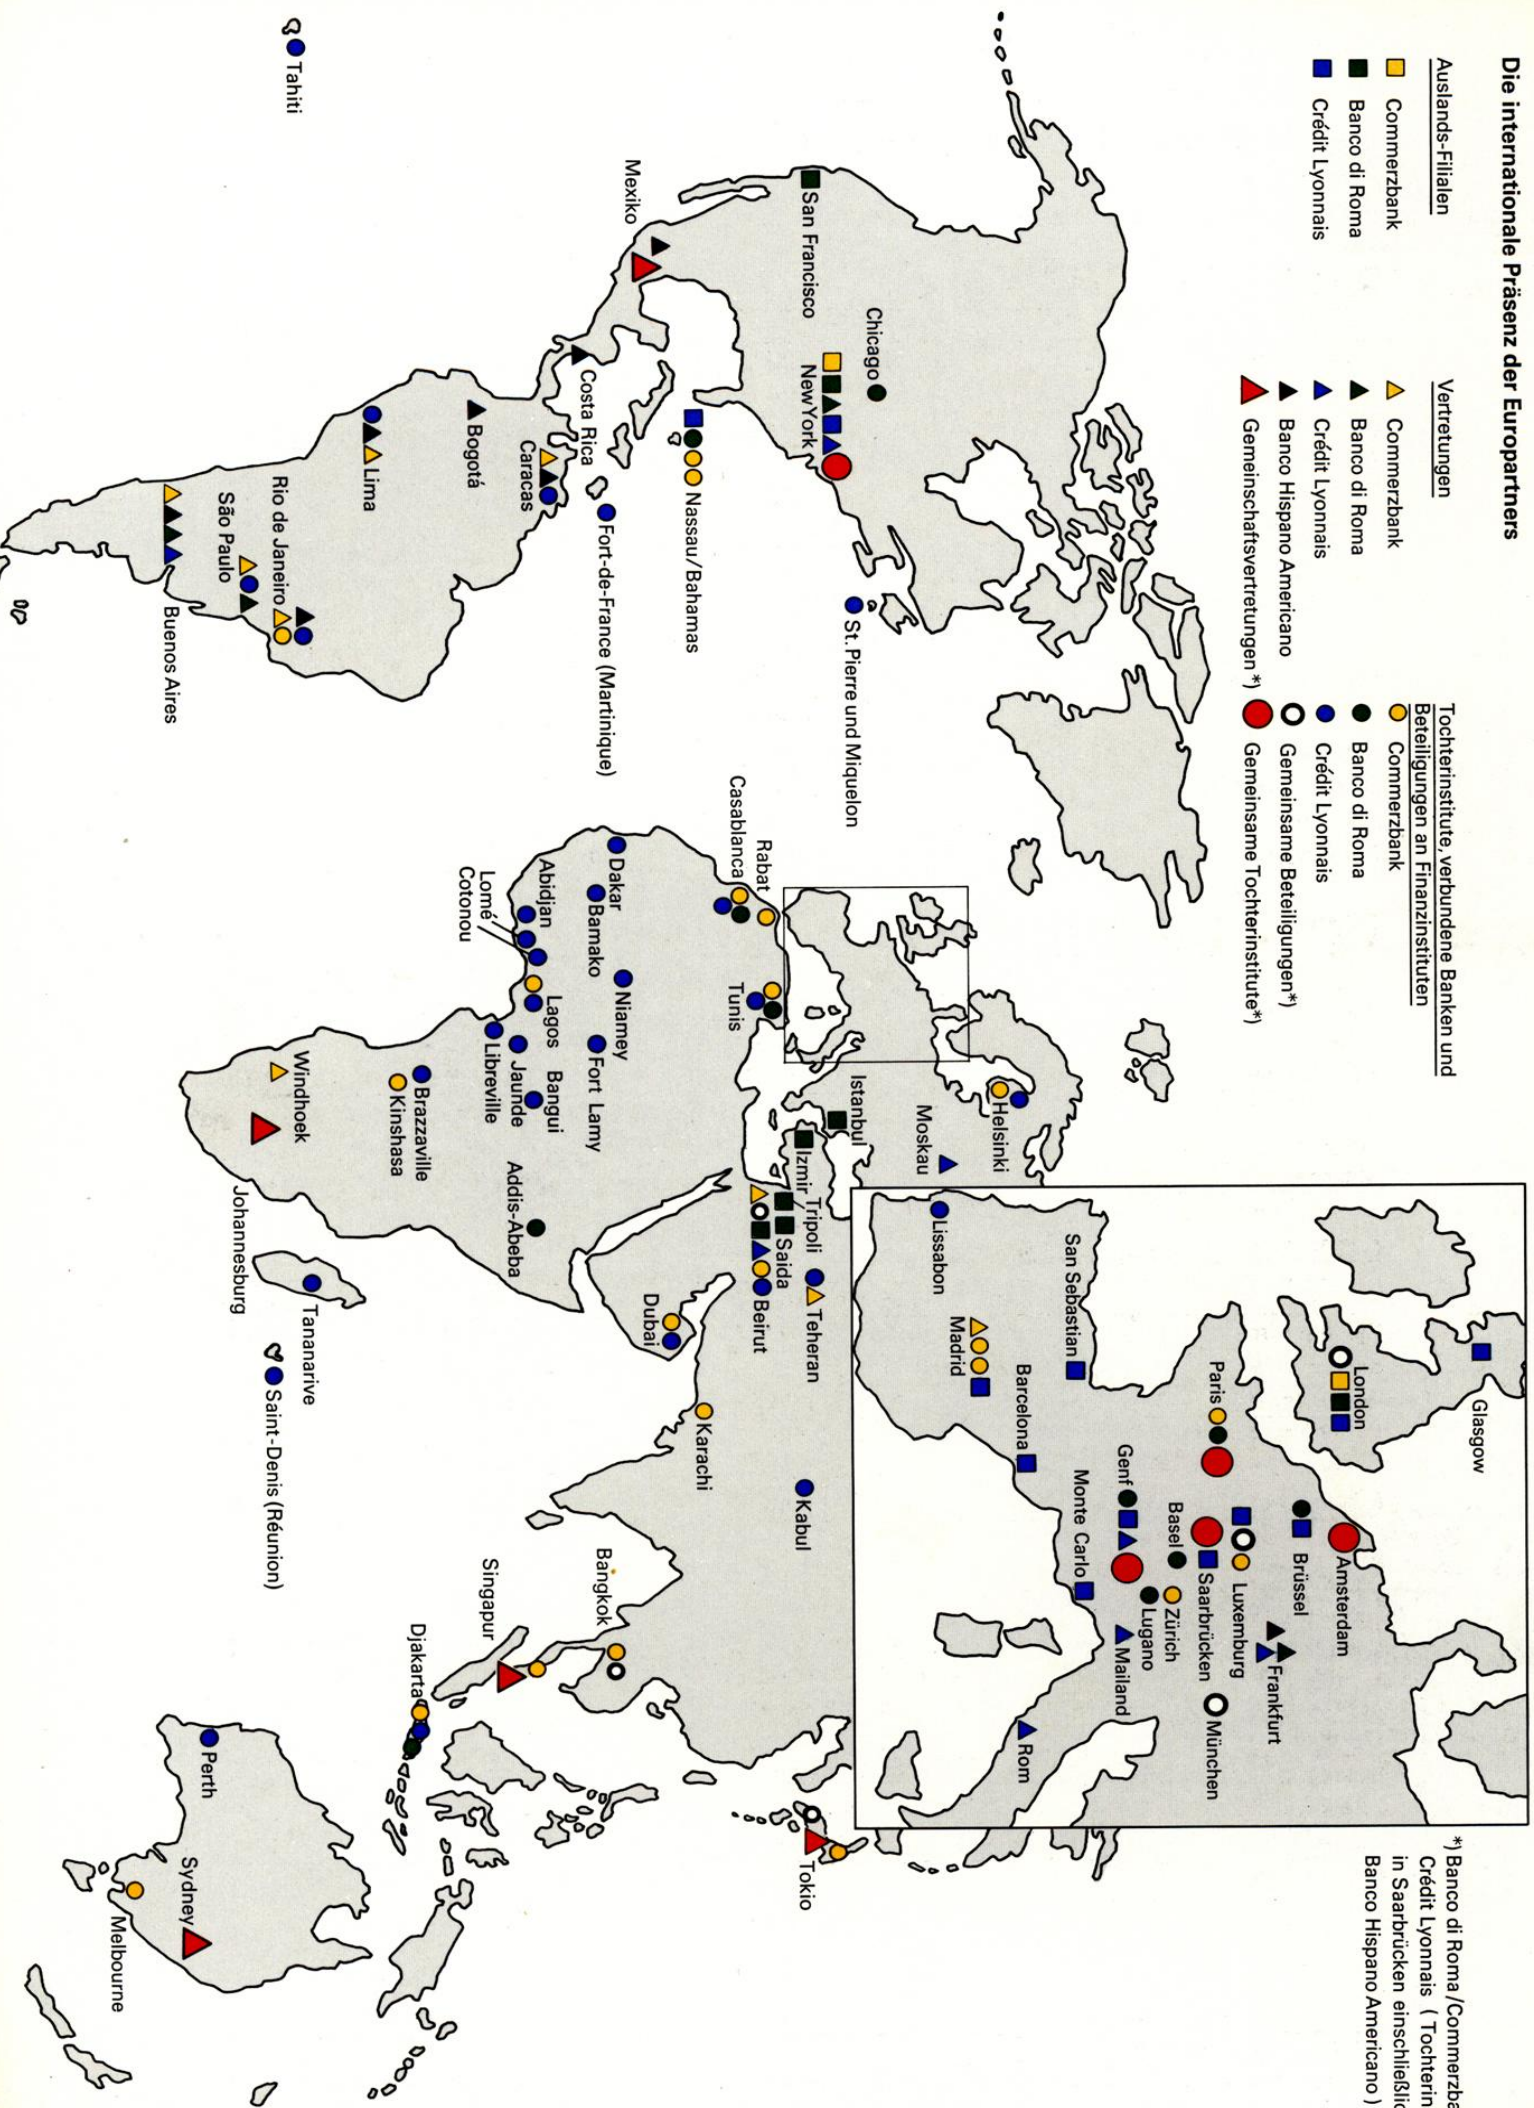 Die internationale Präsenz der Europartners
Auslands-Filialen
Commerzbank
Banco di Roma
Crédit Lyonnais
Vertretungen
Commerzbank
Banco di Roma
Crédit Lyonnais
Banco Hispano Americano
Gemeinschaftsvertretungen*)
Tochterinstitute, verbundene Banken und
Beteiligungen an Finanzinstituten
Commerzbank
Banco di Roma
Crédit Lyonnais
Gemeinsame Beteiligungen*)
Gemeinsame Tochterinstitute*)
*) Banco di Roma/Commerzba
Crédit Lyonnais (Tochterin
in Saarbrücken einschließlic
Banco Hispano Americano)
Glasgow
London
Amsterdam
Brüssel
Frankfurt
Luxemburg
Paris
Saarbrücken
München
Basel
Zürich
Genf
Lugano
Mailand
San Sebastian
Monte Carlo
Barcelona
Rom
Madrid
Lissabon
Helsinki
Moskau
Chicago
St. Pierre und Miquelon
Istanbul
San Francisco
New York
Izmir
Tripoli
Teheran
Kabul
Tokio
Saida
Rabat
Beirut
Casablanca
Tunis
Nassau/Bahamas
Karachi
Dubai
Mexiko
Dakar
Niamey
Fort-de-France (Martinique)
Bamako
Fort Lamy
Bangkok
Costa Rica
Abidjan
Lagos
Bangui
Caracas
Jaunde
Addis-Abeba
Lomé
Cotonou
Libreville
Singapur
Bogotá
Brazzaville
Djakarta
Kinshasa
Lima
Tahiti
Windhoek
Tananarive
Rio de Janeiro
Saint-Denis (Réunion)
Johannesburg
São Paulo
Perth
Sydney
Buenos Aires
Melbourne